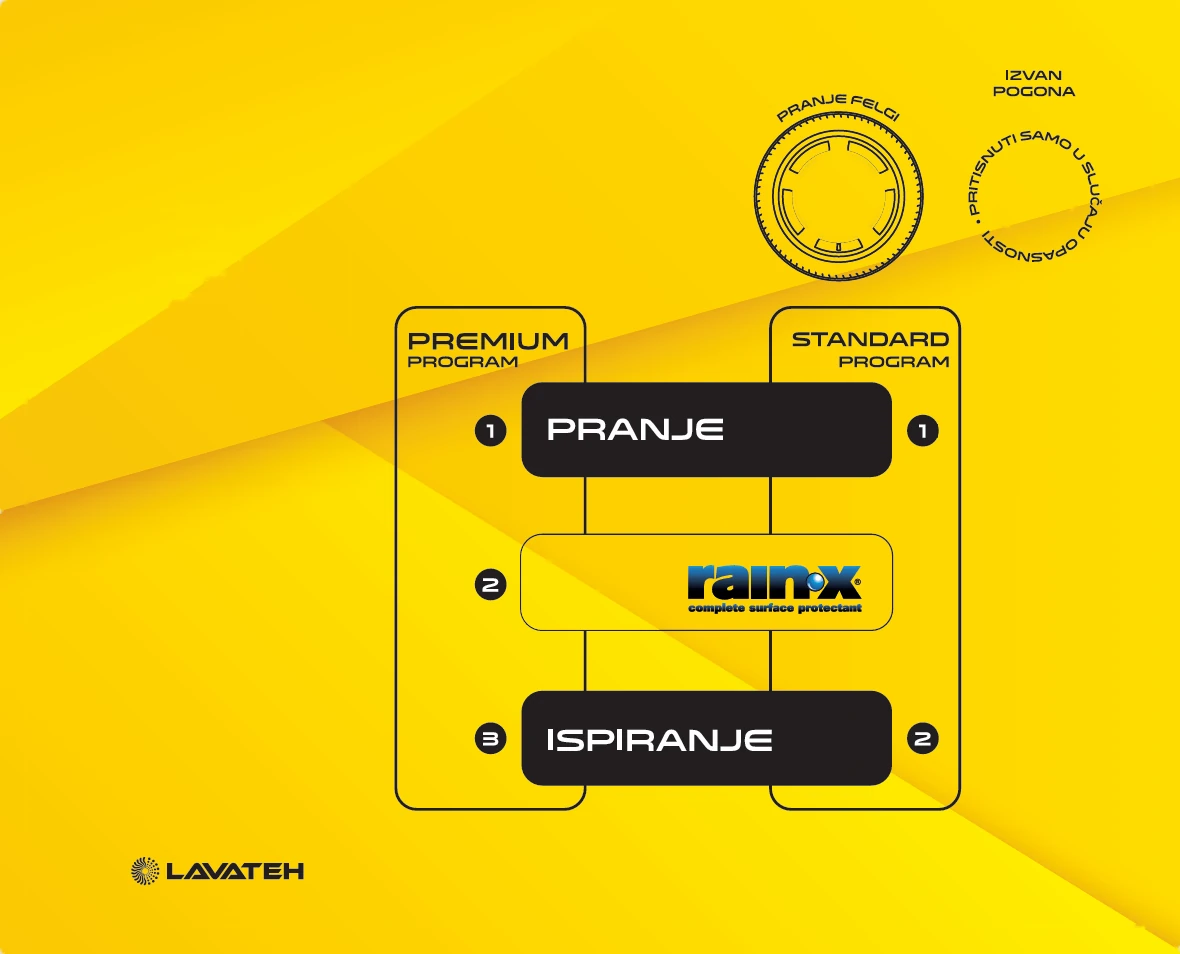 IZVAN
POGONA
PRANJE FELGI
PRITISNUTI SAMO U SLUČAJU OPASNOSTI •
PREMIUM
PROGRAM
STANDARD
PROGRAM
1
PRANJE
1
2
rain·x®
complete surface protectant
3
ISPIRANJE
2
LAVATEH